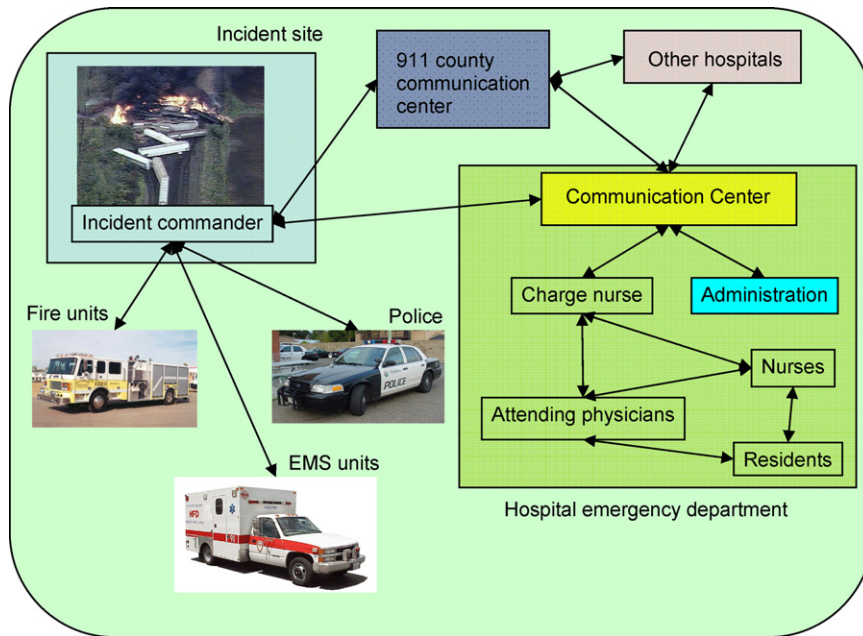 Incident site
911 county
communication
center
Other hospitals
Incident commander
Communication Center
Charge nurse
Administration
Fire units
Police
POLICE
Nurses
Attending physicians
Residents
EMS units
HFD
Hospital emergency department